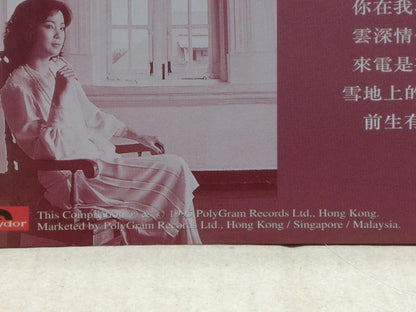 你在我
雲深情
來電是
雪地上的
前生有
This Compilation ℗ & © 1995 PolyGram Records Ltd., Hong Kong.
Marketed by PolyGram Records Ltd., Hong Kong / Singapore / Malaysia.